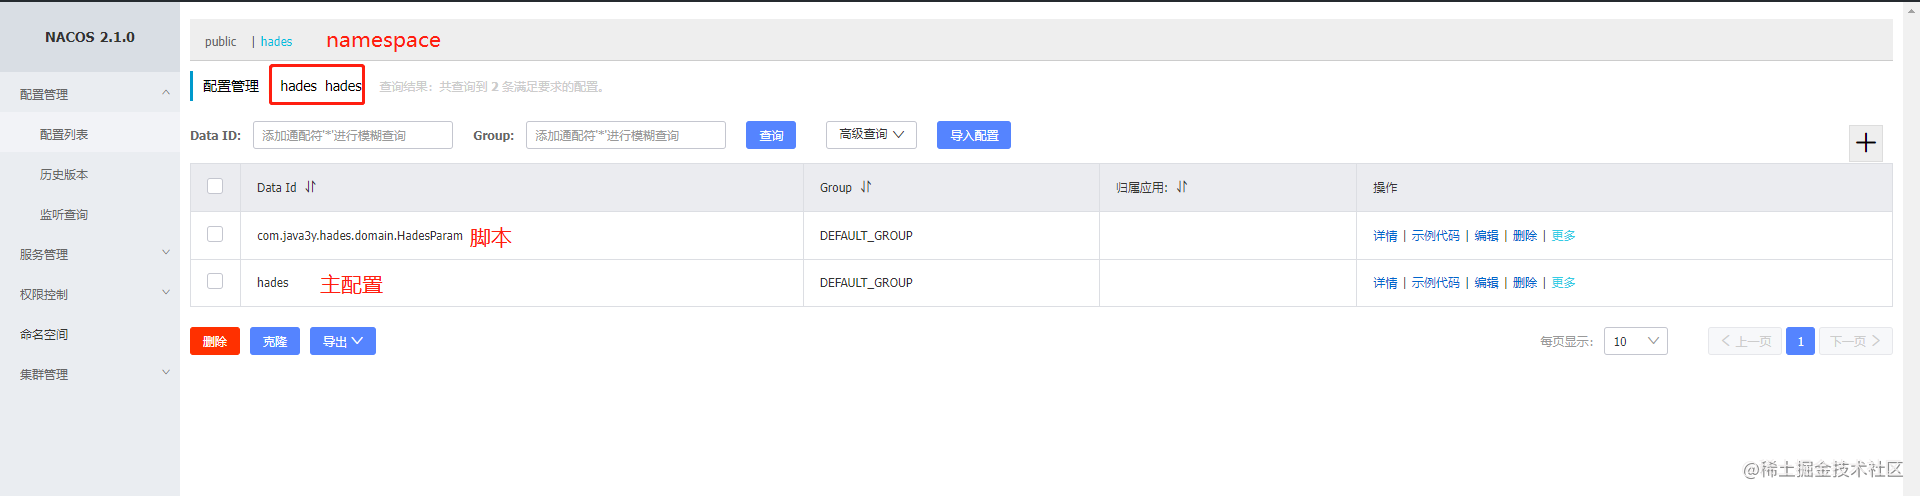 NACOS 2.1.0
配置管理
配置列表
历史版本
监听查询
服务管理
权限控制
命名空间
集群管理
public | hades namespace
配置管理 hades hades 查询结果：共查询到 2 条满足要求的配置。
Data ID: 添加通配符'*'进行模糊查询 Group: 添加通配符'*'进行模糊查询 查询 高级查询 导入配置
Data Id Group 归属应用: 操作
com.java3y.hades.domain.HadesParam 脚本 DEFAULT_GROUP 详情 | 示例代码 | 编辑 | 删除 | 更多
hades 主配置 DEFAULT_GROUP 详情 | 示例代码 | 编辑 | 删除 | 更多
删除 克隆 导出 每页显示: 10 上一页 1 下一页
@稀土掘金技术社区